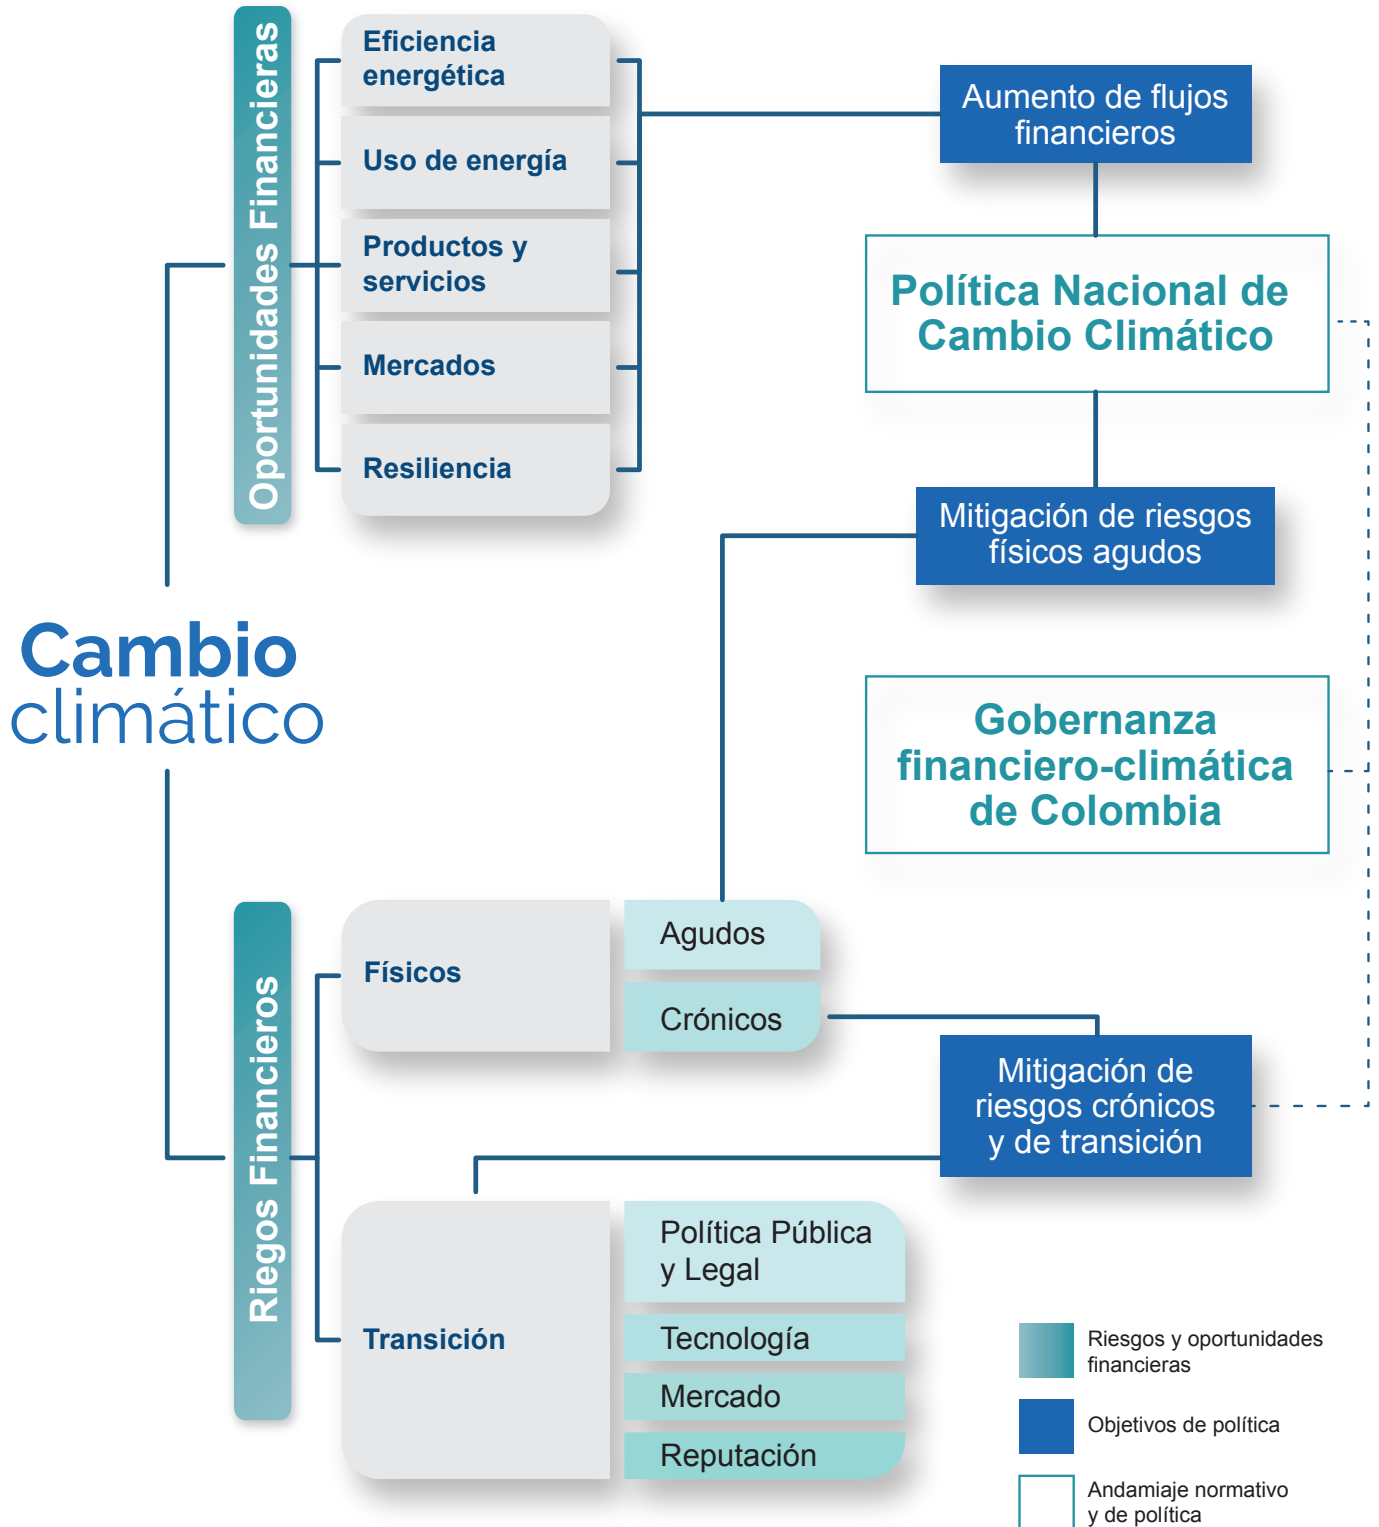 Oportunidades Financieras
Eficiencia
energética
Uso de energía
Productos y
servicios
Mercados
Resiliencia
Aumento de flujos
financieros
Política Nacional de
Cambio Climático
Mitigación de riesgos
físicos agudos
Cambio
climático
Gobernanza
financiero-climática
de Colombia
Riegos Financieros
Físicos
Agudos
Crónicos
Mitigación de
riesgos crónicos
y de transición
Transición
Política Pública
y Legal
Tecnología
Mercado
Reputación
Riesgos y oportunidades
financieras
Objetivos de política
Andamiaje normativo
y de política